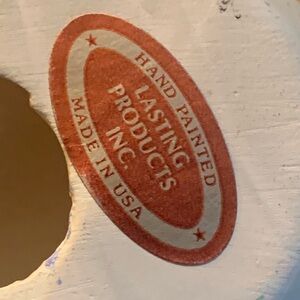 HAND PAINTED
LASTING
PRODUCTS
INC.
MADE IN USA